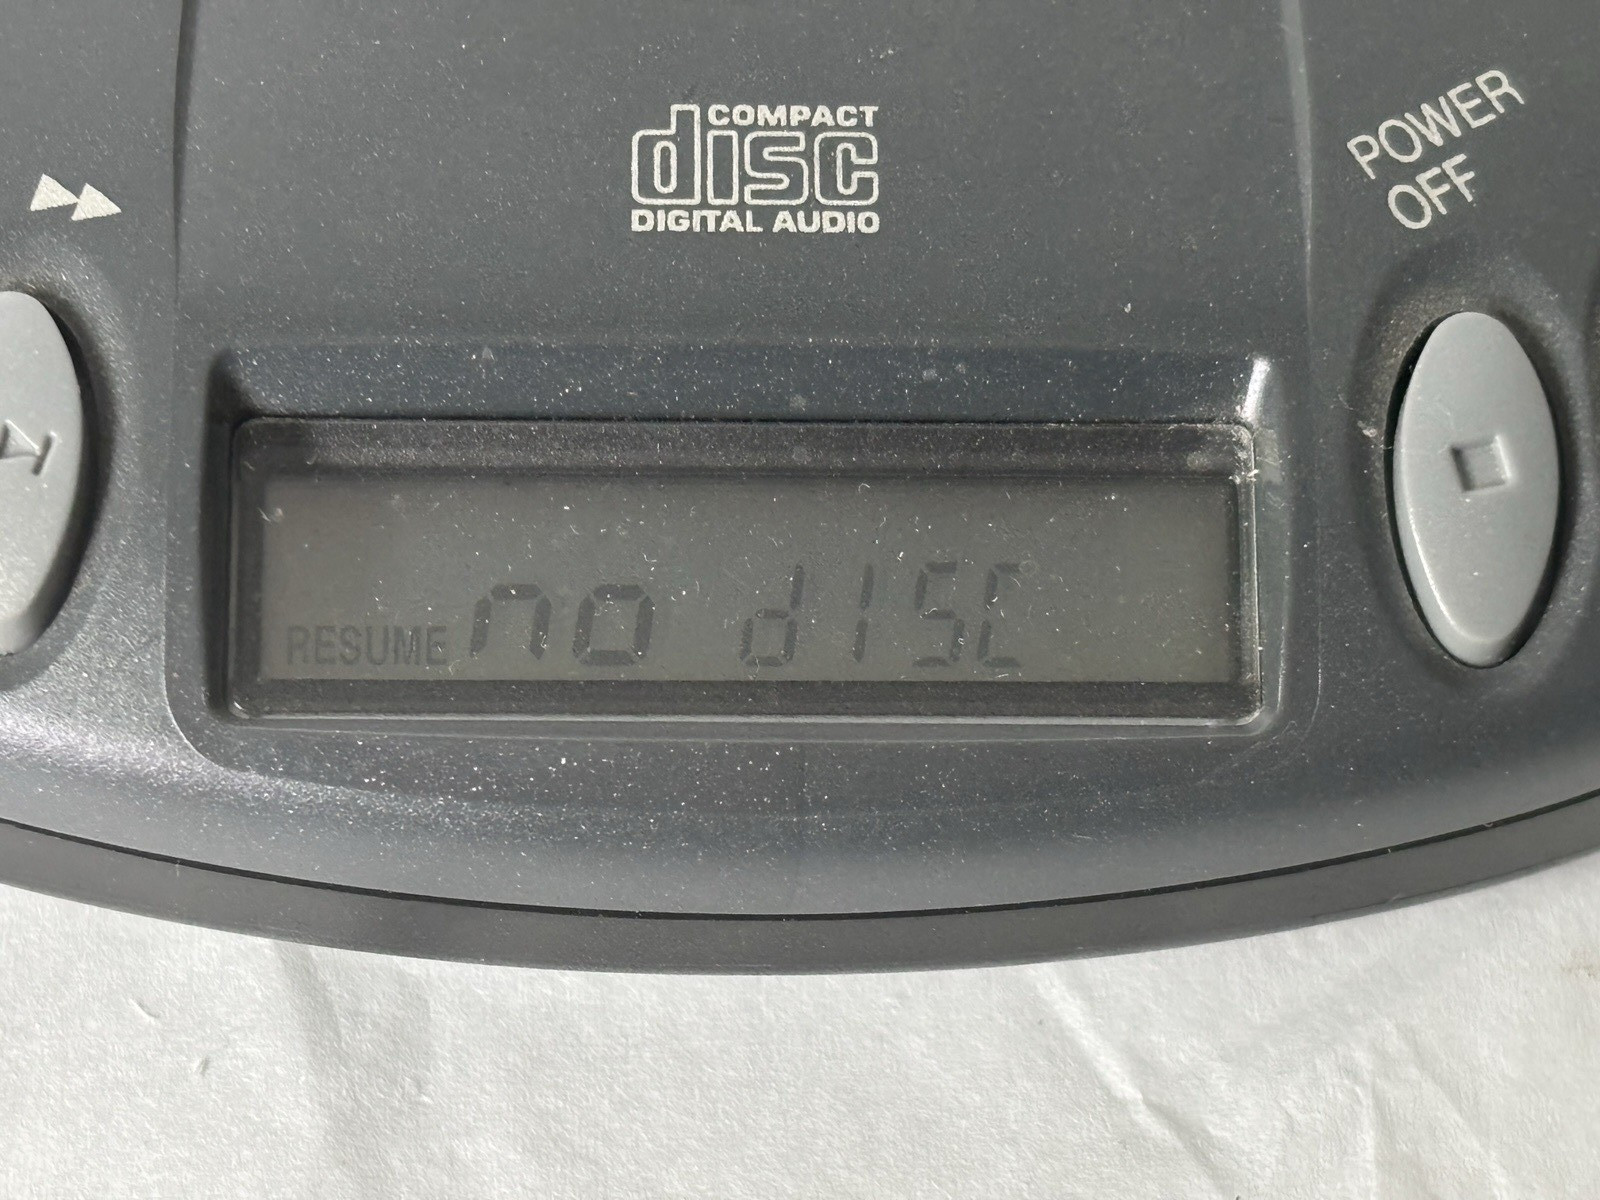 COMPACT
disc
DIGITAL AUDIO
POWER
OFF
RESUME no dISC